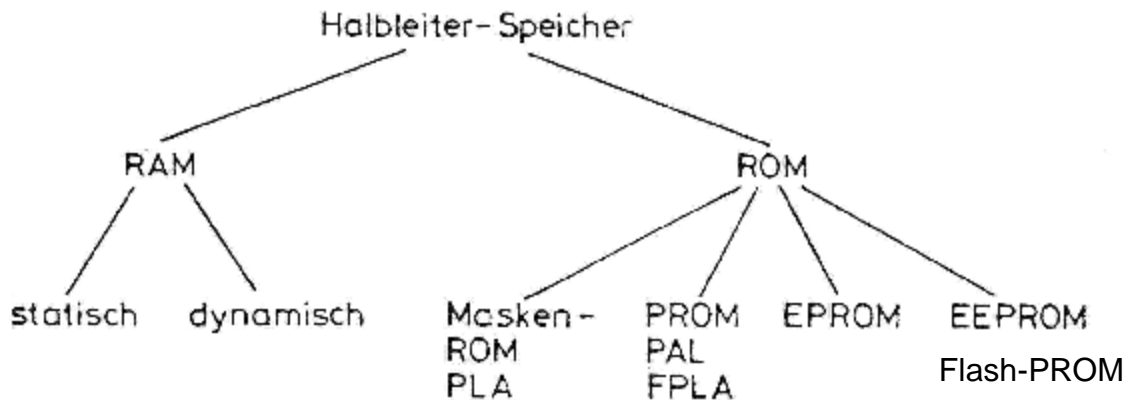 Halbleiter-Speicher
RAM ROM
statisch dynamisch Masken- PROM EPROM EEPROM
ROM PAL Flash-PROM
PLA FPLA